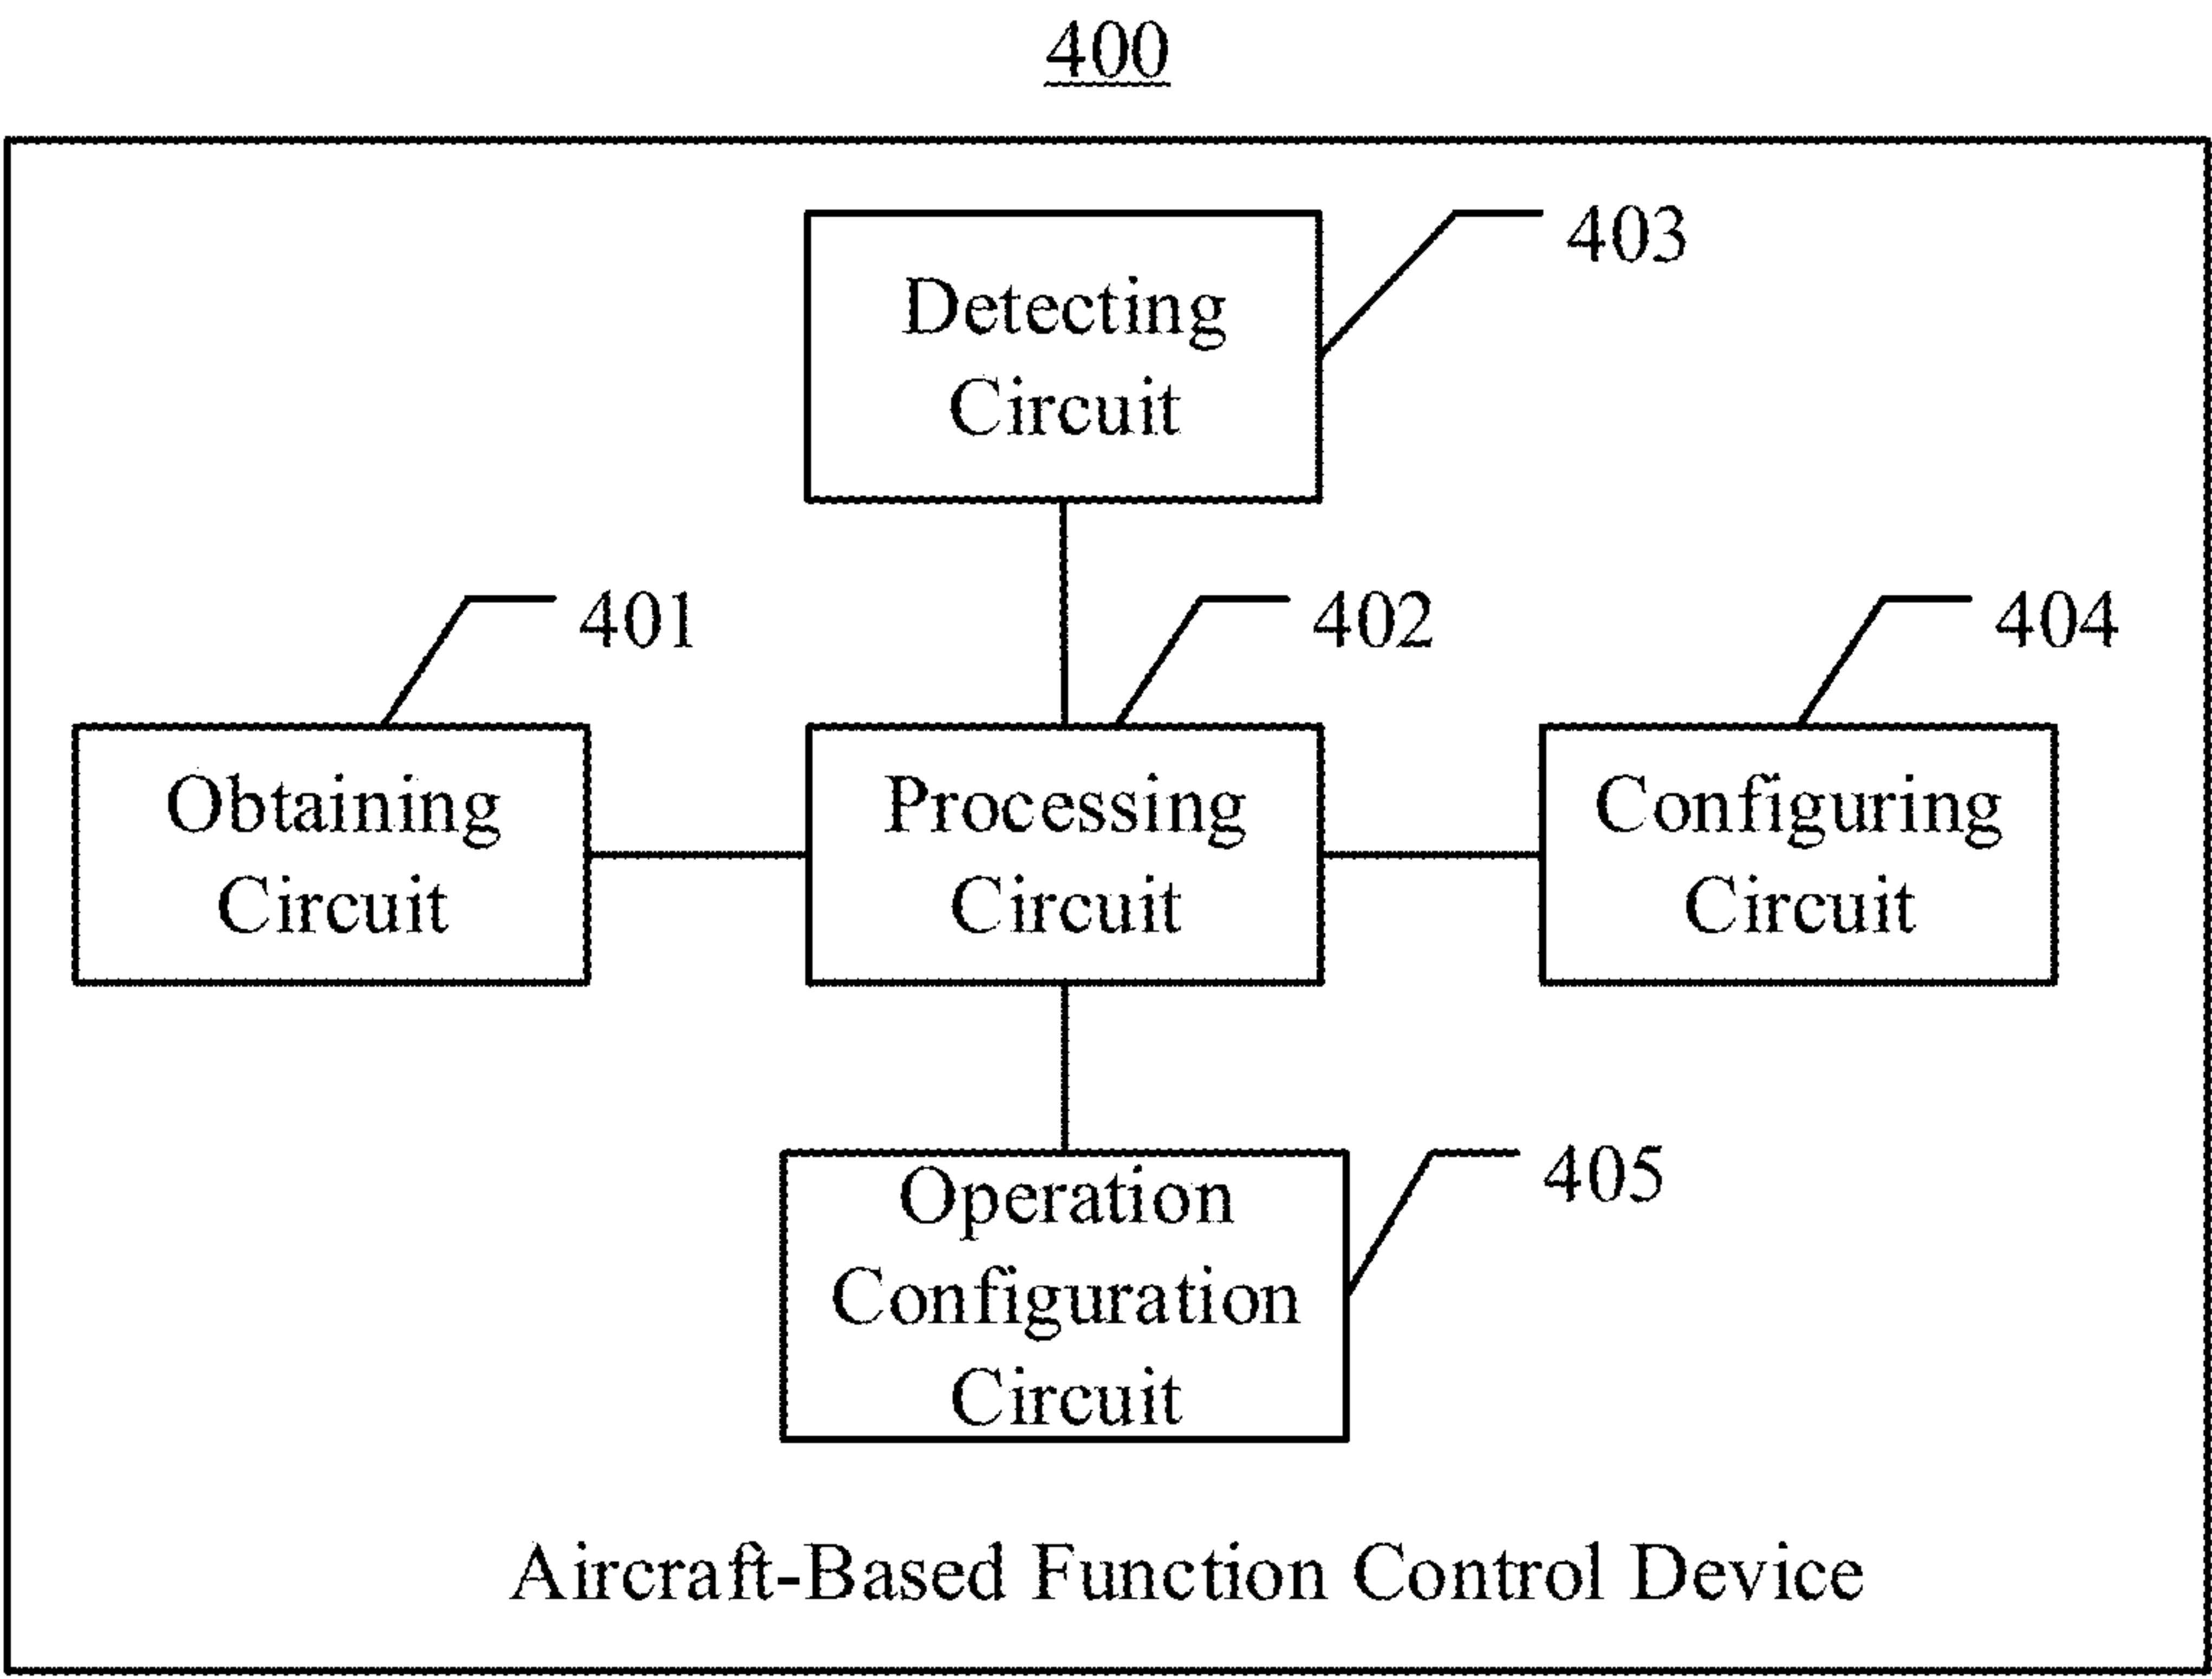 400
403
Detecting
Circuit
401
402
404
Obtaining
Circuit
Processing
Circuit
Configuring
Circuit
405
Operation
Configuration
Circuit
Aircraft-Based Function Control Device